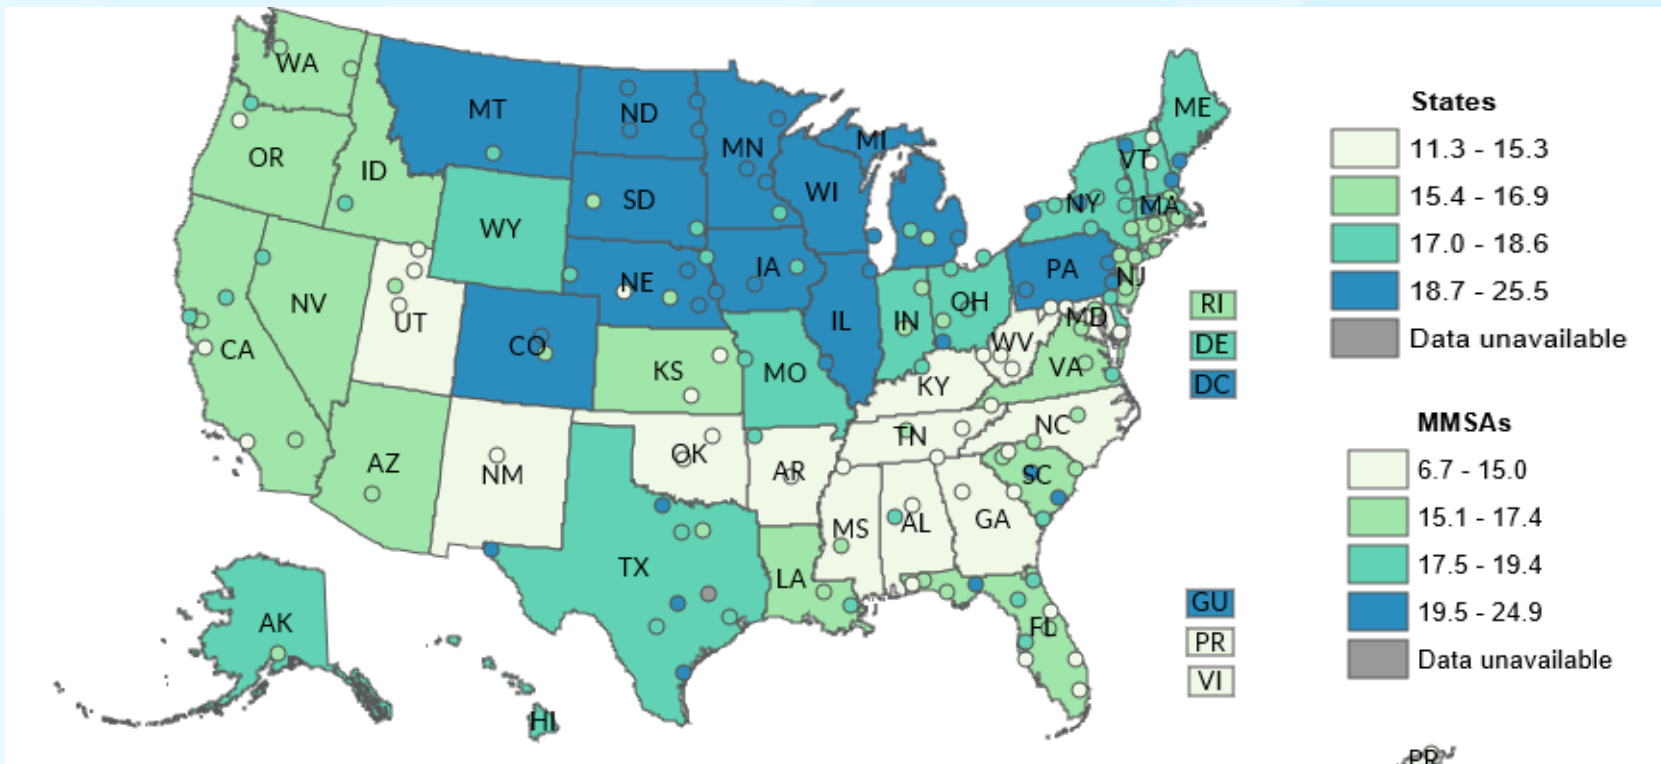 WA
MT
ND
MN
MI
ME
OR
ID
SD
WI
VT
WY
NY
MA
NV
NE
IA
PA
NJ
UT
CO
IL
IN
OH
MD
CA
KS
MO
WV
VA
KY
AZ
NM
OK
AR
TN
NC
SC
MS
AL
GA
TX
LA
FL
AK
HI
RI
DE
DC
GU
PR
VI
States
11.3 - 15.3
15.4 - 16.9
17.0 - 18.6
18.7 - 25.5
Data unavailable
MMSAs
6.7 - 15.0
15.1 - 17.4
17.5 - 19.4
19.5 - 24.9
Data unavailable
PR